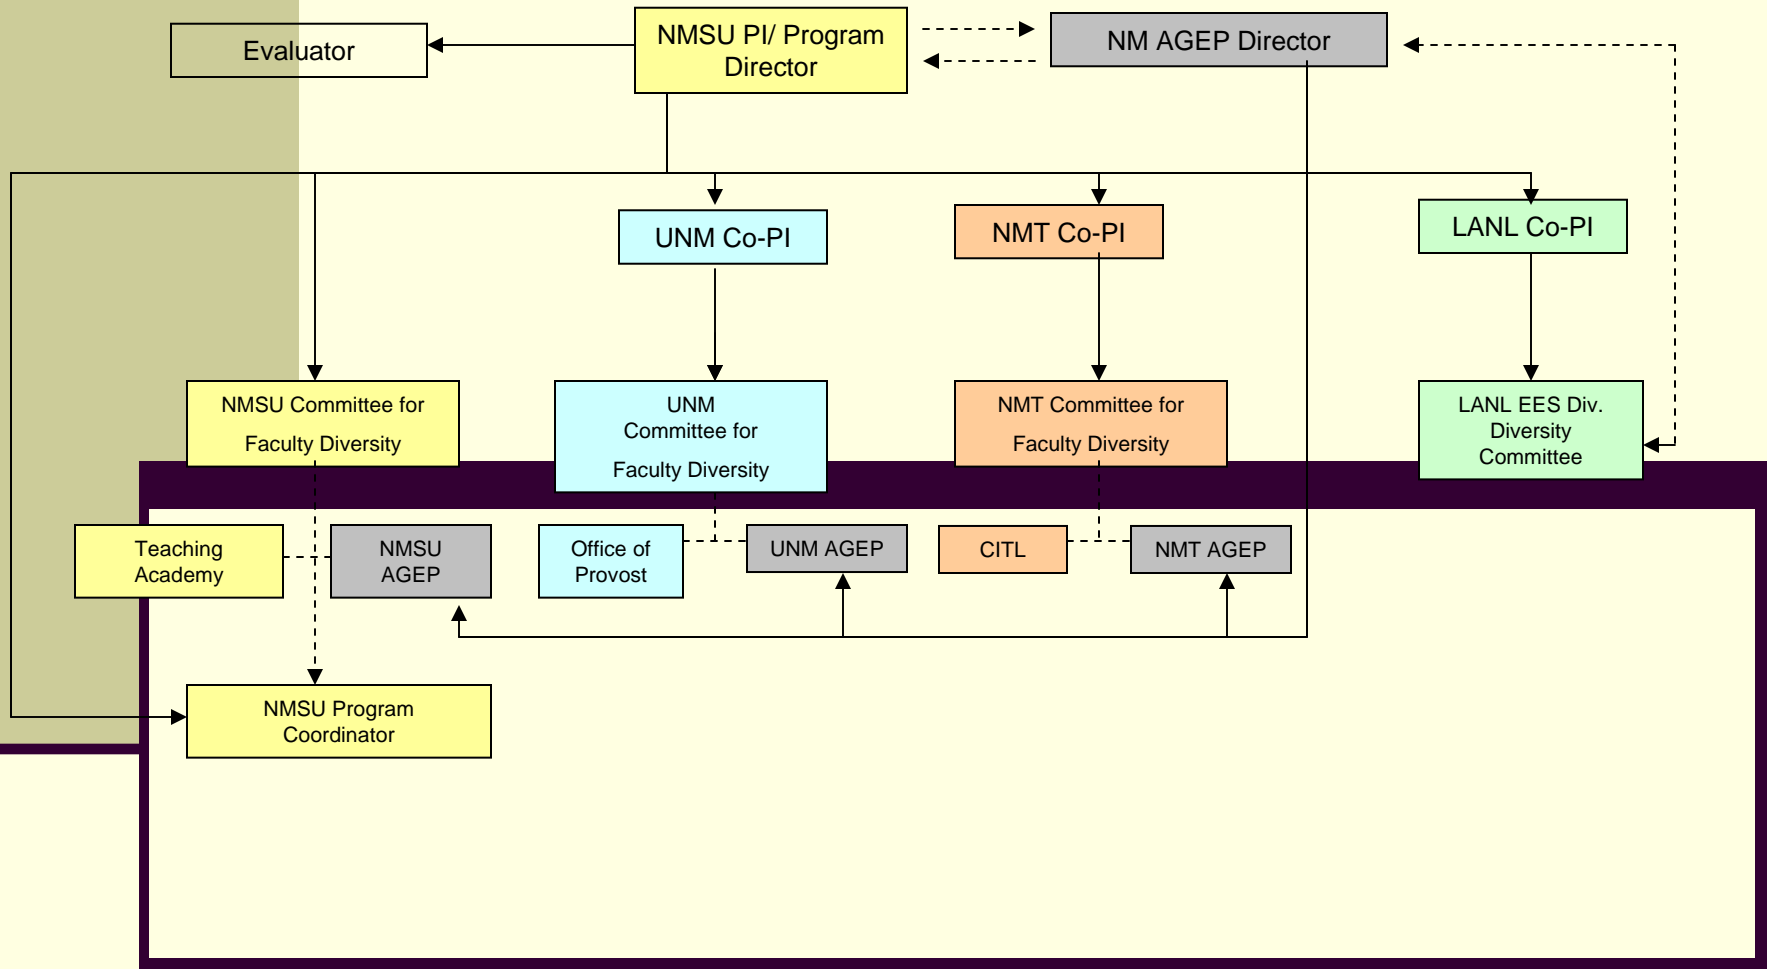 Evaluator
NMSU PI/ Program
Director
NM AGEP Director
UNM Co-PI
NMT Co-PI
LANL Co-PI
NMSU Committee for
Faculty Diversity
UNM
Committee for
Faculty Diversity
NMT Committee for
Faculty Diversity
LANL EES Div.
Diversity
Committee
Teaching
Academy
NMSU
AGEP
Office of
Provost
UNM AGEP
CITL
NMT AGEP
NMSU Program
Coordinator